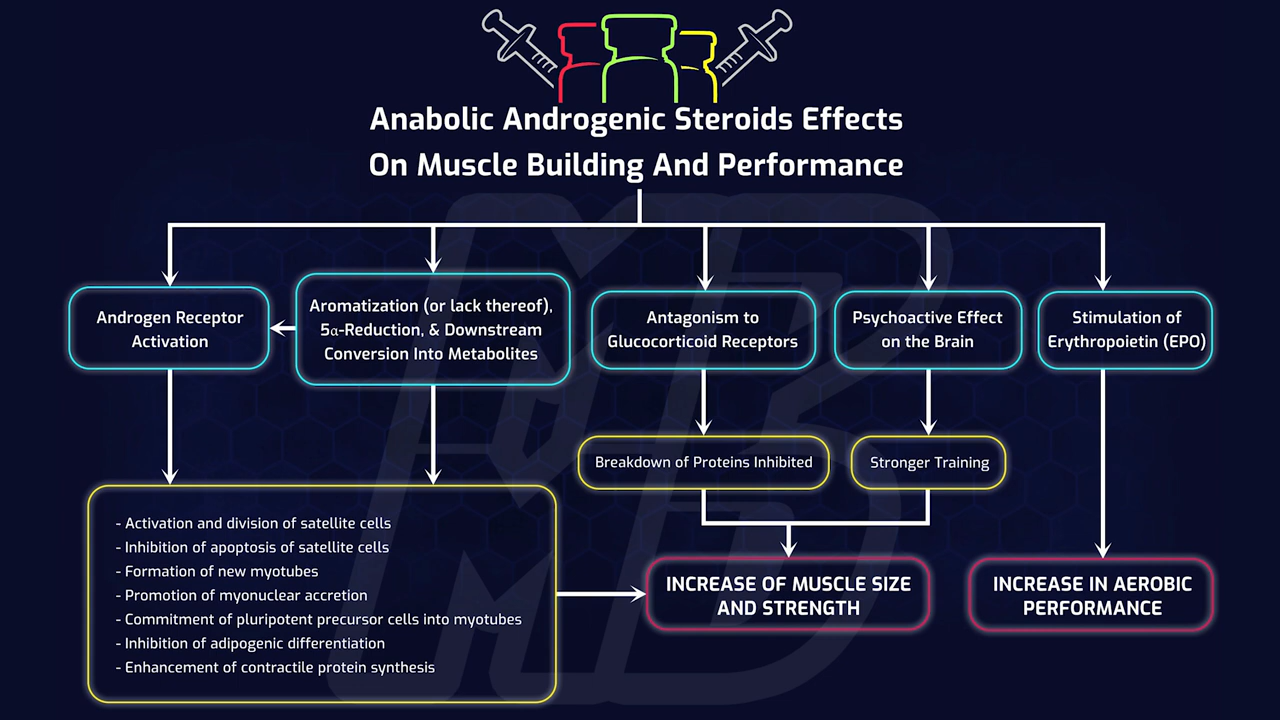 Anabolic Androgenic Steroids Effects
On Muscle Building And Performance
Androgen Receptor
Activation
Aromatization (or lack thereof),
5α-Reduction, & Downstream
Conversion Into Metabolites
Antagonism to
Glucocorticoid Receptors
Psychoactive Effect
on the Brain
Stimulation of
Erythropoietin (EPO)
Breakdown of Proteins Inhibited
Stronger Training
- Activation and division of satellite cells
- Inhibition of apoptosis of satellite cells
- Formation of new myotubes
- Promotion of myonuclear accretion
- Commitment of pluripotent precursor cells into myotubes
- Inhibition of adipogenic differentiation
- Enhancement of contractile protein synthesis
INCREASE OF MUSCLE SIZE
AND STRENGTH
INCREASE IN AEROBIC
PERFORMANCE